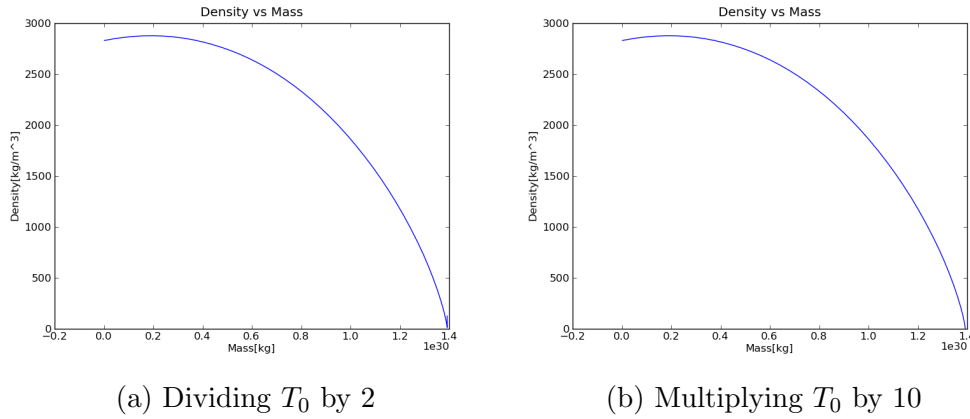 Density vs Mass
3000
2500
2000
1500
1000
500
0
Density[kg/m^3]
−0.2 0.0 0.2 0.4 0.6 0.8 1.0 1.2 1.4
Mass[kg]
1e30
(a) Dividing T₀ by 2
Density vs Mass
3000
2500
2000
1500
1000
500
0
Density[kg/m^3]
−0.2 0.0 0.2 0.4 0.6 0.8 1.0 1.2 1.4
Mass[kg]
1e30
(b) Multiplying T₀ by 10